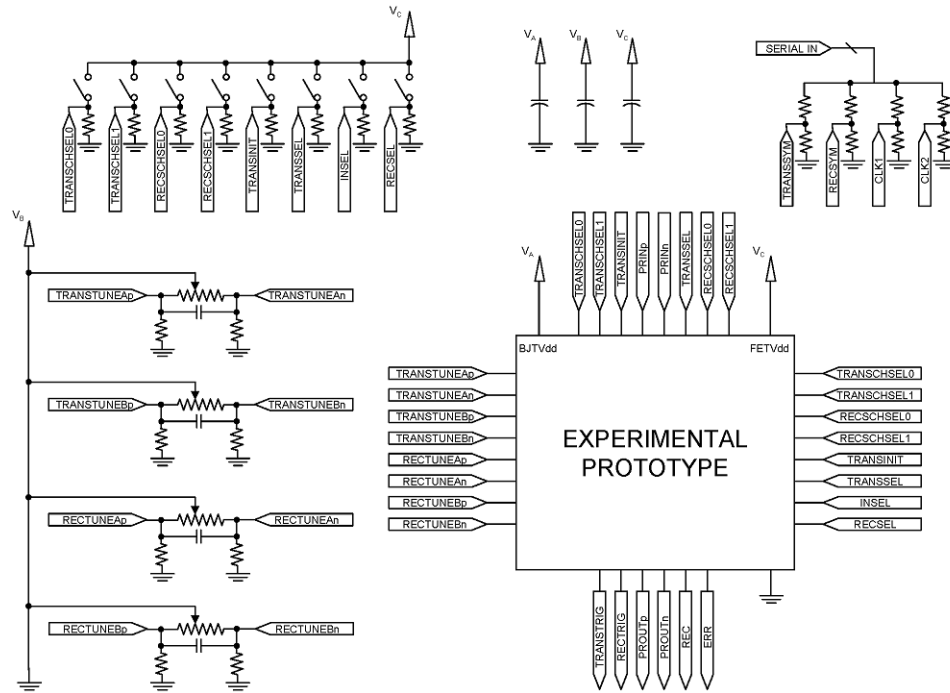 VC
TRANSCHSEL0
TRANSCHSEL1
RECSCHSEL0
RECSCHSEL1
TRANSINIT
TRANSSEL
INSEL
RECSEL
VA
VB
VC
SERIAL IN
TRANSSYM
RECSYM
CLK1
CLK2
VB
TRANSTUNEAp
TRANSTUNEAn
TRANSTUNEBp
TRANSTUNEBn
RECTUNEAp
RECTUNEAn
RECTUNEBp
RECTUNEBn
VA
TRANSCHSEL0
TRANSCHSEL1
TRANSINIT
PRINp
PRINn
TRANSSEL
RECSCHSEL0
RECSCHSEL1
VC
BJTVdd
FETVdd
TRANSTUNEAp
TRANSTUNEAn
TRANSTUNEBp
TRANSTUNEBn
RECTUNEAp
RECTUNEAn
RECTUNEBp
RECTUNEBn
EXPERIMENTAL
PROTOTYPE
TRANSCHSEL0
TRANSCHSEL1
RECSCHSEL0
RECSCHSEL1
TRANSINIT
TRANSSEL
INSEL
RECSEL
TRANSTRIG
RECTRIG
PROUTp
PROUTn
REC
ERR